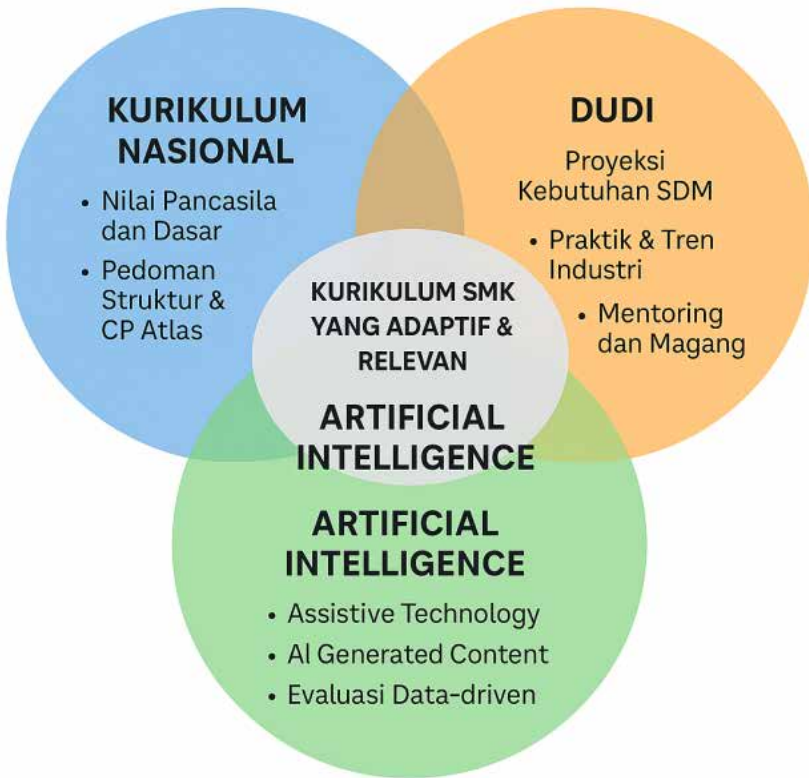 KURIKULUM
NASIONAL
• Nilai Pancasila
dan Dasar
• Pedoman
Struktur &
CP Atlas
DUDI
Proyeksi
Kebutuhan SDM
• Praktik & Tren
Industri
• Mentoring
dan Magang
KURIKULUM SMK
YANG ADAPTIF &
RELEVAN
ARTIFICIAL
INTELLIGENCE
ARTIFICIAL
INTELLIGENCE
• Assistive Technology
• AI Generated Content
• Evaluasi Data-driven